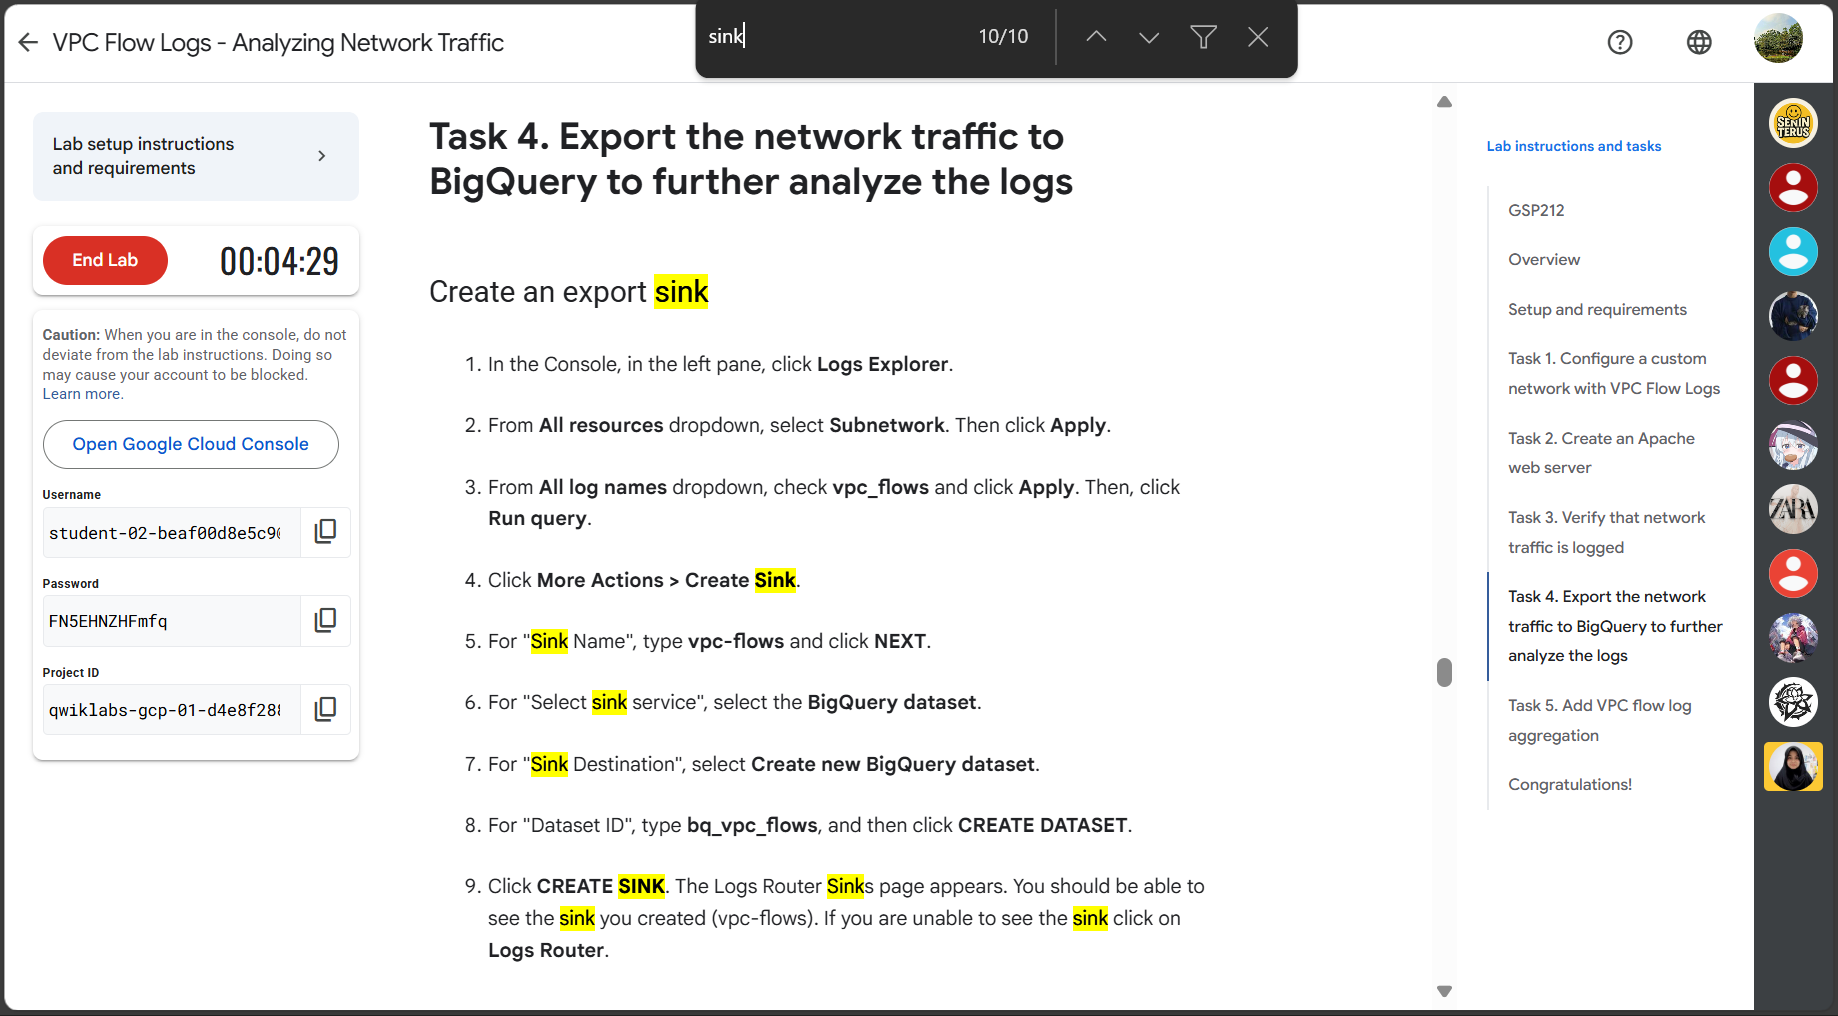 VPC Flow Logs - Analyzing Network Traffic
sink
10/10
Lab setup instructions
and requirements
End Lab
00:04:29
Caution: When you are in the console, do not
deviate from the lab instructions. Doing so
may cause your account to be blocked.
Learn more.
Open Google Cloud Console
Username
student-02-beaf00d8e5c9
Password
FN5EHNZHFmfq
Project ID
qwiklabs-gcp-01-d4e8f28
Task 4. Export the network traffic to
BigQuery to further analyze the logs
Create an export sink
1. In the Console, in the left pane, click Logs Explorer.
2. From All resources dropdown, select Subnetwork. Then click Apply.
3. From All log names dropdown, check vpc_flows and click Apply. Then, click
Run query.
4. Click More Actions > Create Sink.
5. For "Sink Name", type vpc-flows and click NEXT.
6. For "Select sink service", select the BigQuery dataset.
7. For "Sink Destination", select Create new BigQuery dataset.
8. For "Dataset ID", type bq_vpc_flows, and then click CREATE DATASET.
9. Click CREATE SINK. The Logs Router Sinks page appears. You should be able to
see the sink you created (vpc-flows). If you are unable to see the sink click on
Logs Router.
Lab instructions and tasks
GSP212
Overview
Setup and requirements
Task 1. Configure a custom
network with VPC Flow Logs
Task 2. Create an Apache
web server
Task 3. Verify that network
traffic is logged
Task 4. Export the network
traffic to BigQuery to further
analyze the logs
Task 5. Add VPC flow log
aggregation
Congratulations!
SENIN
TERUS
ZARA